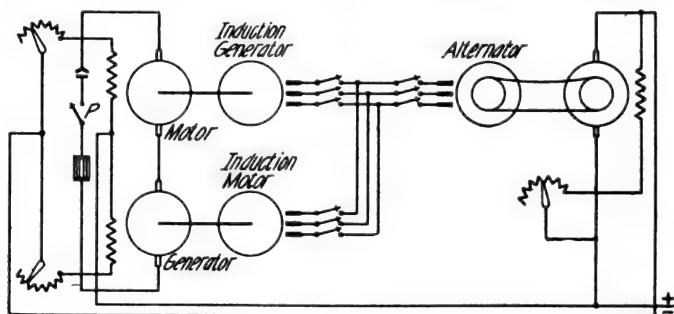 Induction
Generator
Alternator
P
Motor
Induction
Motor
Generator
+
=